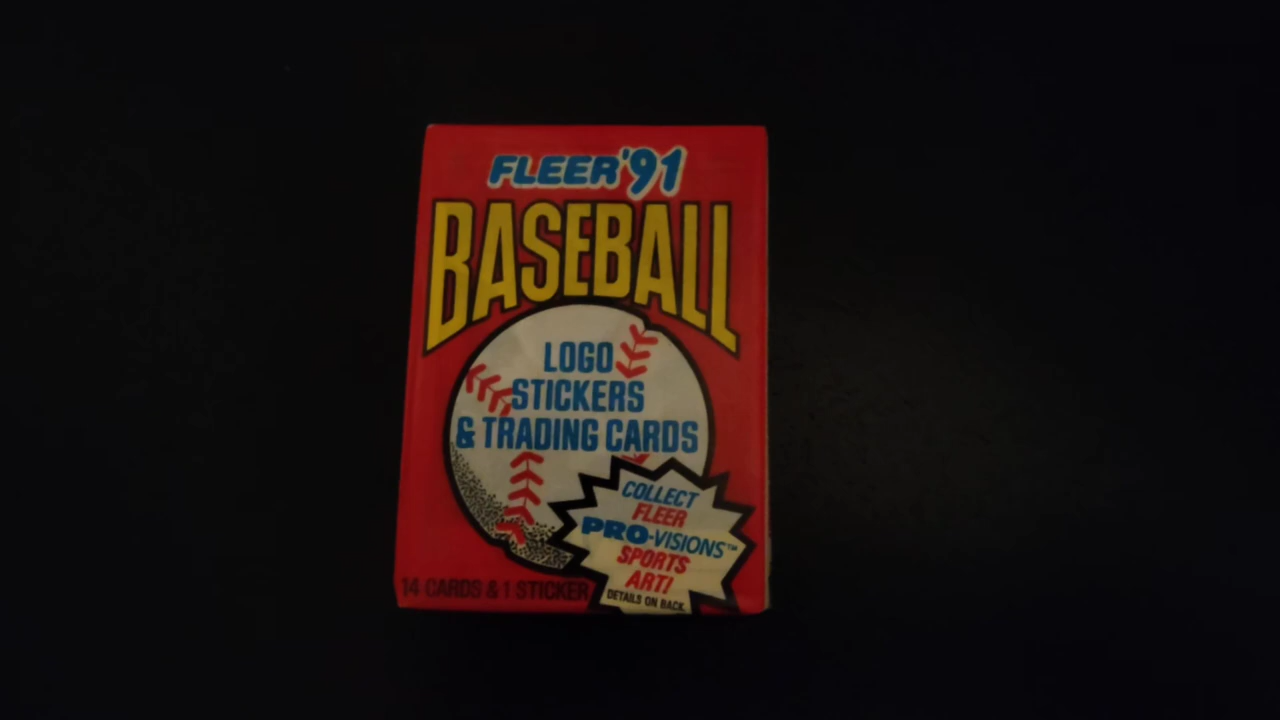 FLEER '91
BASEBALL
LOGO
STICKERS
& TRADING CARDS
COLLECT
FLEER
PRO-VISIONS™
SPORTS
ART!
DETAILS ON BACK.
14 CARDS & 1 STICKER